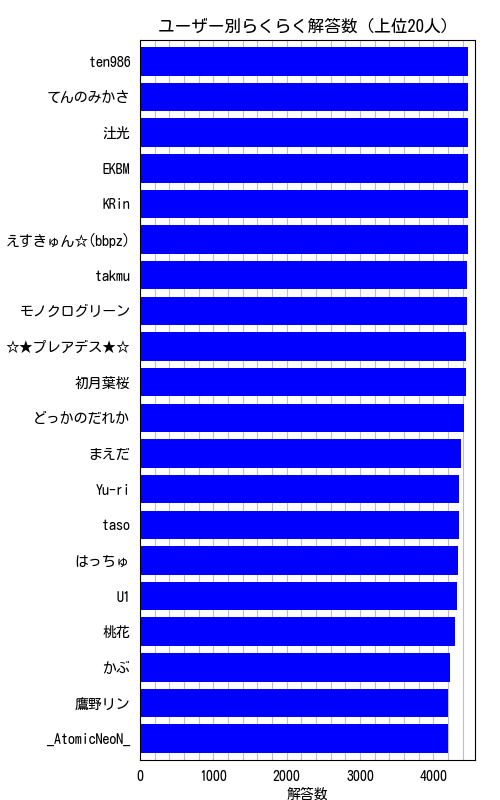 ユーザー別らくらく解答数（上位20人）
ten986
てんのみかさ
辻光
EKBM
KRin
えすきゅん☆(bbpz)
takmu
モノクログリーン
☆★プレアデス★☆
初月葉桜
どっかのだれか
まえだ
Yu-ri
taso
はっちゅ
U1
桃花
かぶ
鷹野リン
_AtomicNeoN_
0 1000 2000 3000 4000
解答数